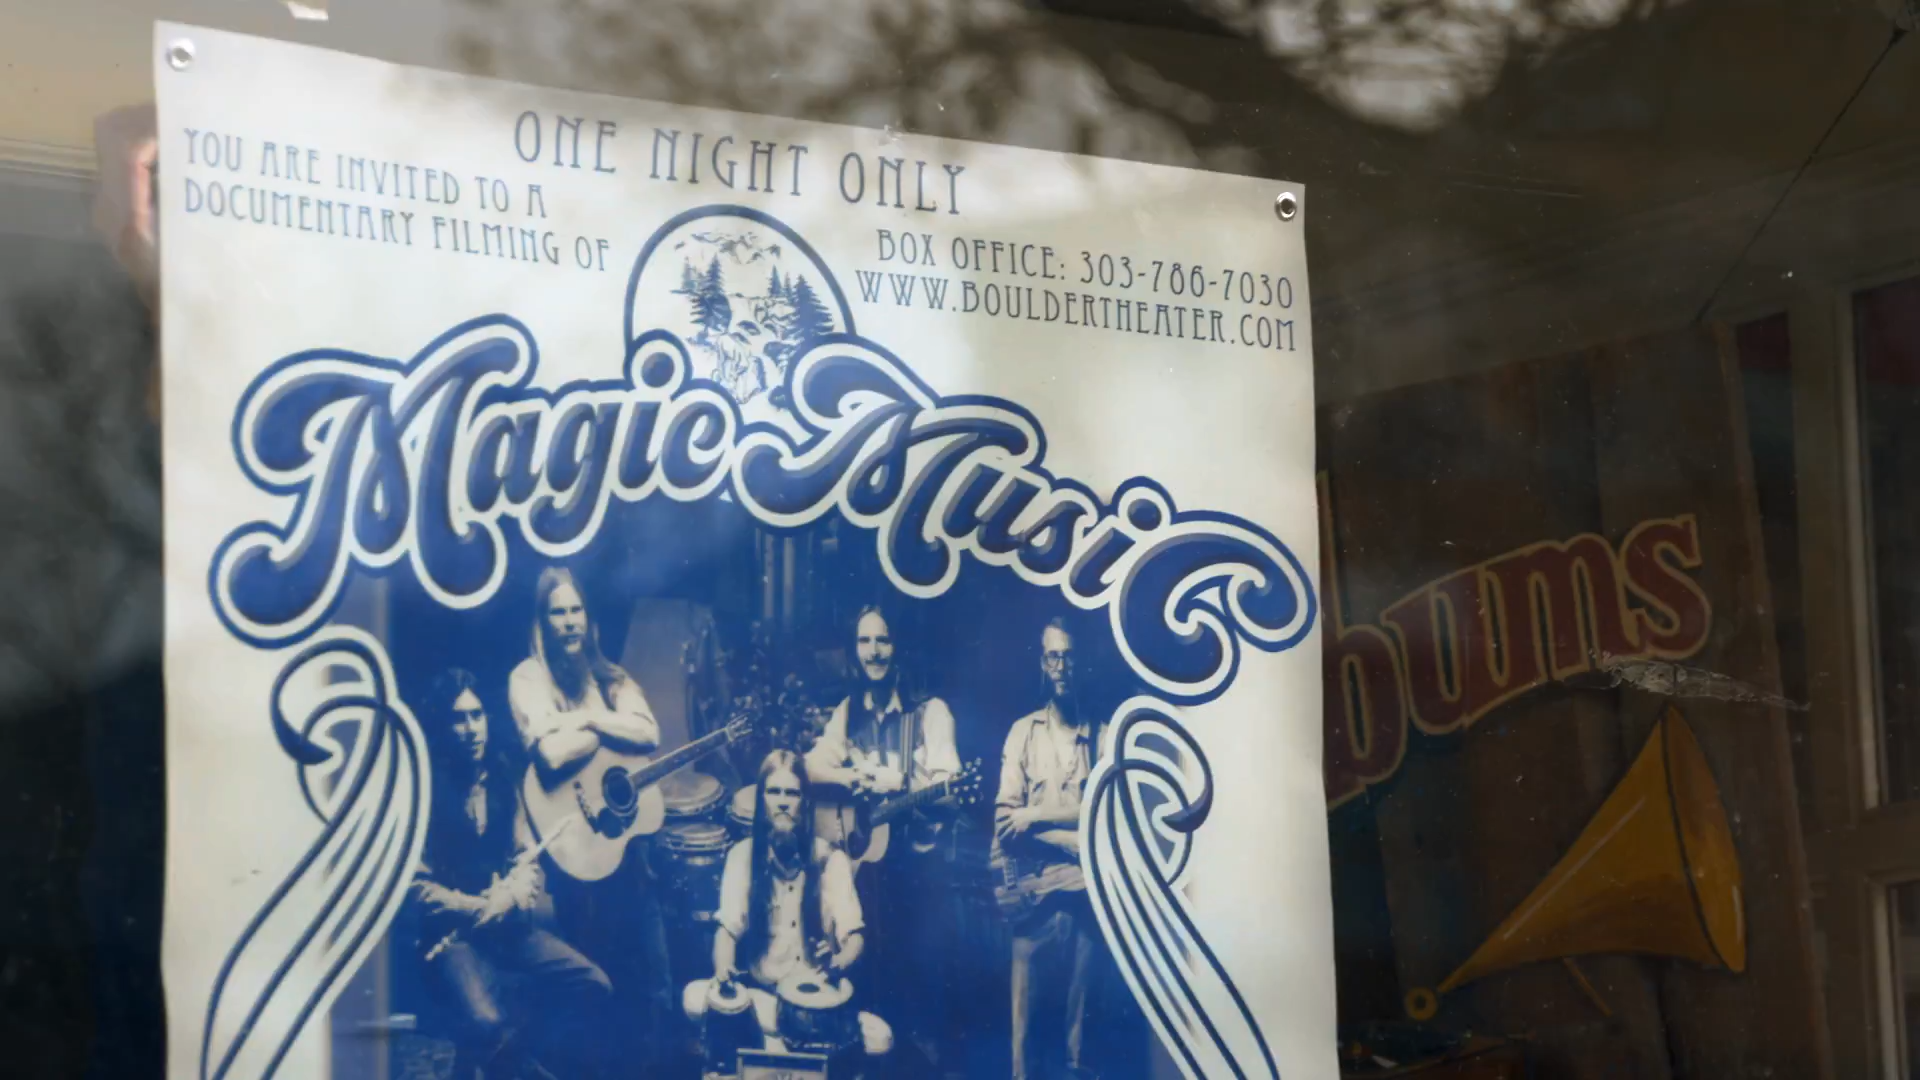 ONE NIGHT ONLY
YOU ARE INVITED TO A
DOCUMENTARY FILMING OF
BOX OFFICE: 303-786-7030
WWW.BOULDERTHEATER.COM
Magic Music
bums